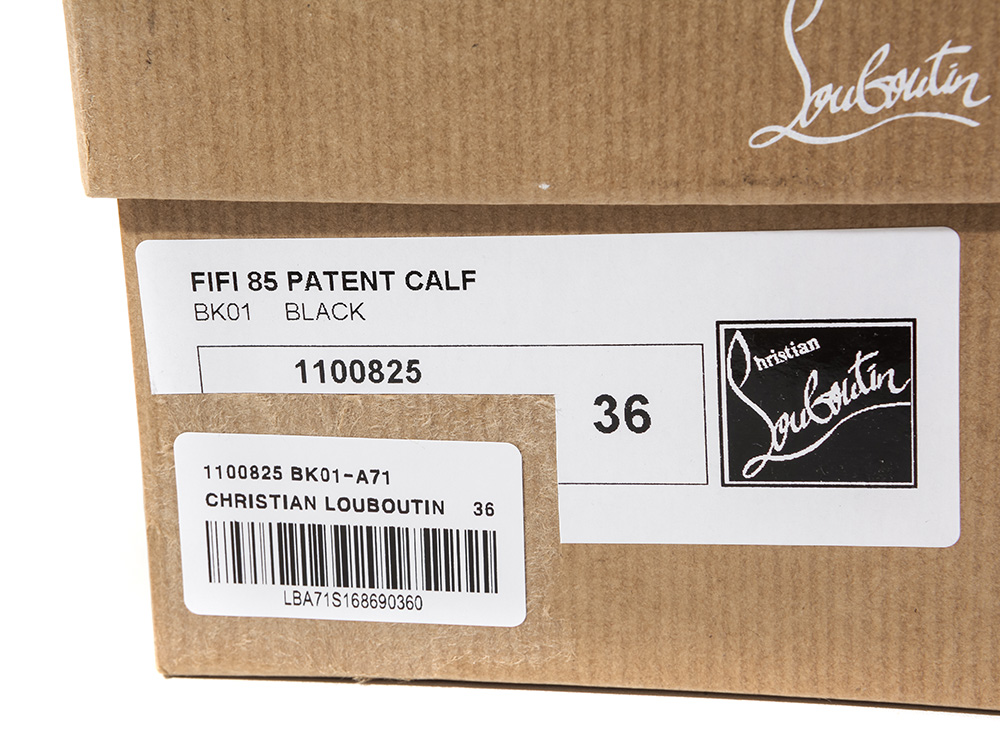 Louboutin
FIFI 85 PATENT CALF
BK01 BLACK
1100825
36
Christian
Louboutin
1100825 BK01-A71
CHRISTIAN LOUBOUTIN 36
LBA71S168690360